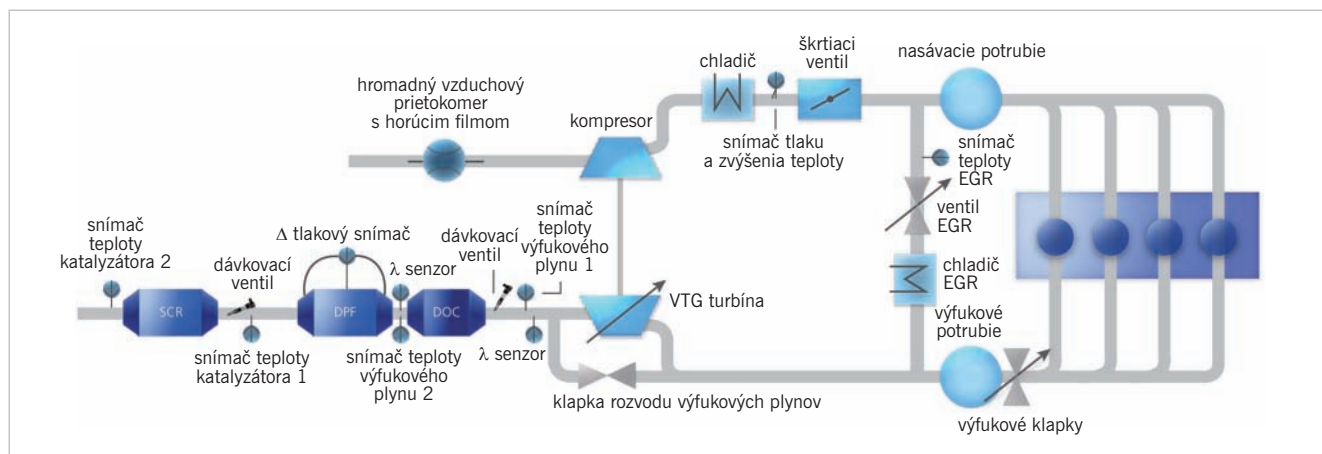 hromadný vzduchový
prietokomer
s horúcim filmom
kompresor
chladič
škrtiaci
ventil
nasávacie potrubie
snímač tlaku
a zvýšenia teploty
snímač
teploty
EGR
ventil
EGR
chladič
EGR
výfukové
potrubie
snímač
teploty
katalyzátora 2
dávkovací
ventil
Δ tlakový snímač
λ senzor
dávkovací
ventil
snímač
teploty
výfukového
plynu 1
VTG turbína
SCR
DPF
DOC
snímač teploty
katalyzátora 1
snímač teploty
výfukového
plynu 2
λ senzor
klapka rozvodu výfukových plynov
výfukové klapky